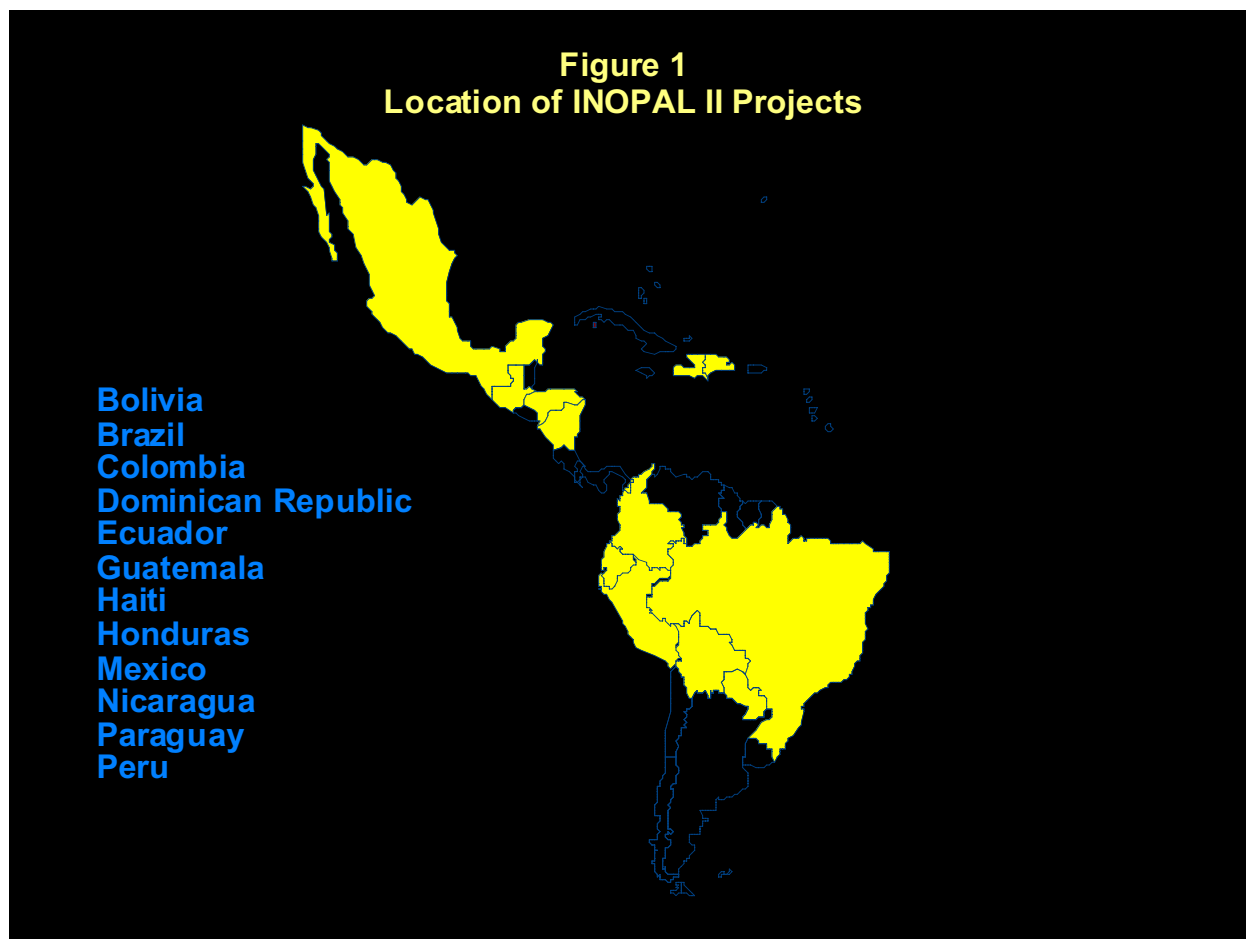 Figure 1
Location of INOPAL II Projects
Bolivia
Brazil
Colombia
Dominican Republic
Ecuador
Guatemala
Haiti
Honduras
Mexico
Nicaragua
Paraguay
Peru